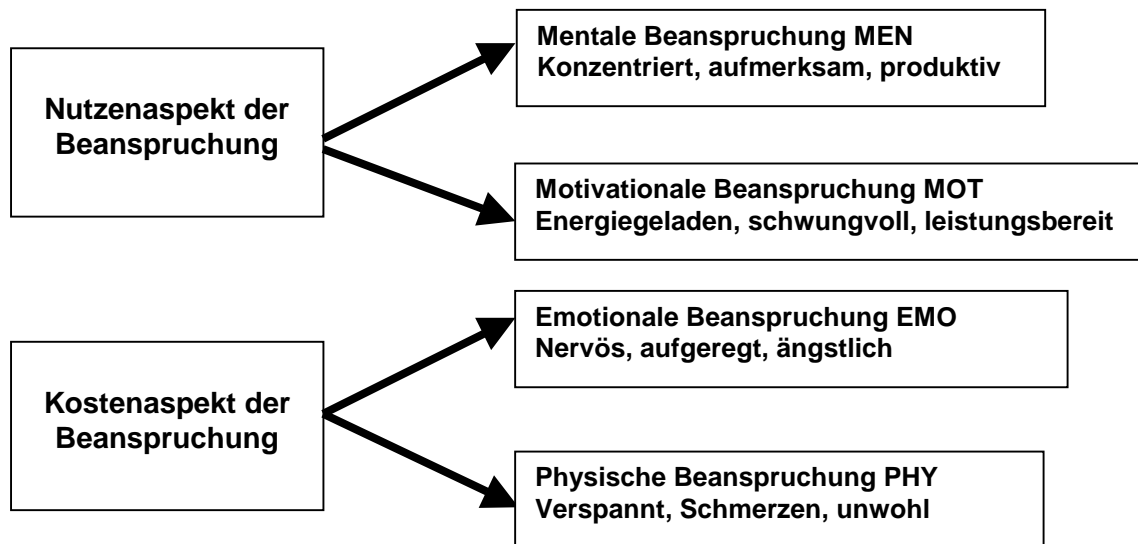 Nutzenaspekt der
Beanspruchung
Mentale Beanspruchung MEN
Konzentriert, aufmerksam, produktiv
Motivationale Beanspruchung MOT
Energiegeladen, schwungvoll, leistungsbereit
Kostenaspekt der
Beanspruchung
Emotionale Beanspruchung EMO
Nervös, aufgeregt, ängstlich
Physische Beanspruchung PHY
Verspannt, Schmerzen, unwohl